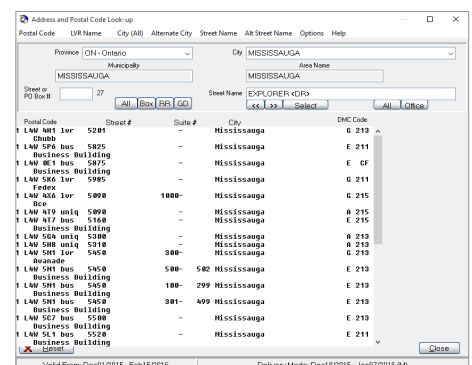 Address and Postal Code Look-up
Postal Code LVR Name City (All) Alternate City Street Name Alt Street Name Options Help
Province ON - Ontario City MISSISSAUGA
Municipality Area Name
MISSISSAUGA MISSISSAUGA
Street or PO Box # 27 All Box RR GD Street Name EXPLORER <DR>
<< >> Select All Office
Postal Code Street # Suite # City DMC Code
1 L4W 4H1 lvr 5201 - Mississauga G 213
Chubb
1 L4W 5P6 bus 5825 - Mississauga E 211
Business Building
1 L4W 0E1 bus 5875 - Mississauga E CF
Business Building
1 L4W 5K6 lvr 5985 - Mississauga G 211
Fedex
1 L4W 4X6 lvr 5090 1000- Mississauga G 215
Bce
1 L4W 4T9 uniq 5090 - Mississauga A 215
1 L4W 4T7 bus 5160 - Mississauga E 215
Business Building
1 L4W 5G4 uniq 5300 - Mississauga A 213
1 L4W 5H8 uniq 5310 - Mississauga A 213
1 L4W 5M1 lvr 5450 300- Mississauga G 213
Avanade
1 L4W 5M1 bus 5450 500- 502 Mississauga E 213
Business Building
1 L4W 5M1 bus 5450 100- 299 Mississauga E 213
Business Building
1 L4W 5M1 bus 5450 301- 499 Mississauga E 213
Business Building
1 L4W 5C7 bus 5500 - Mississauga E 213
Business Building
1 L4W 5L1 bus 5520 - Mississauga E 211
Business Building
Reset Close